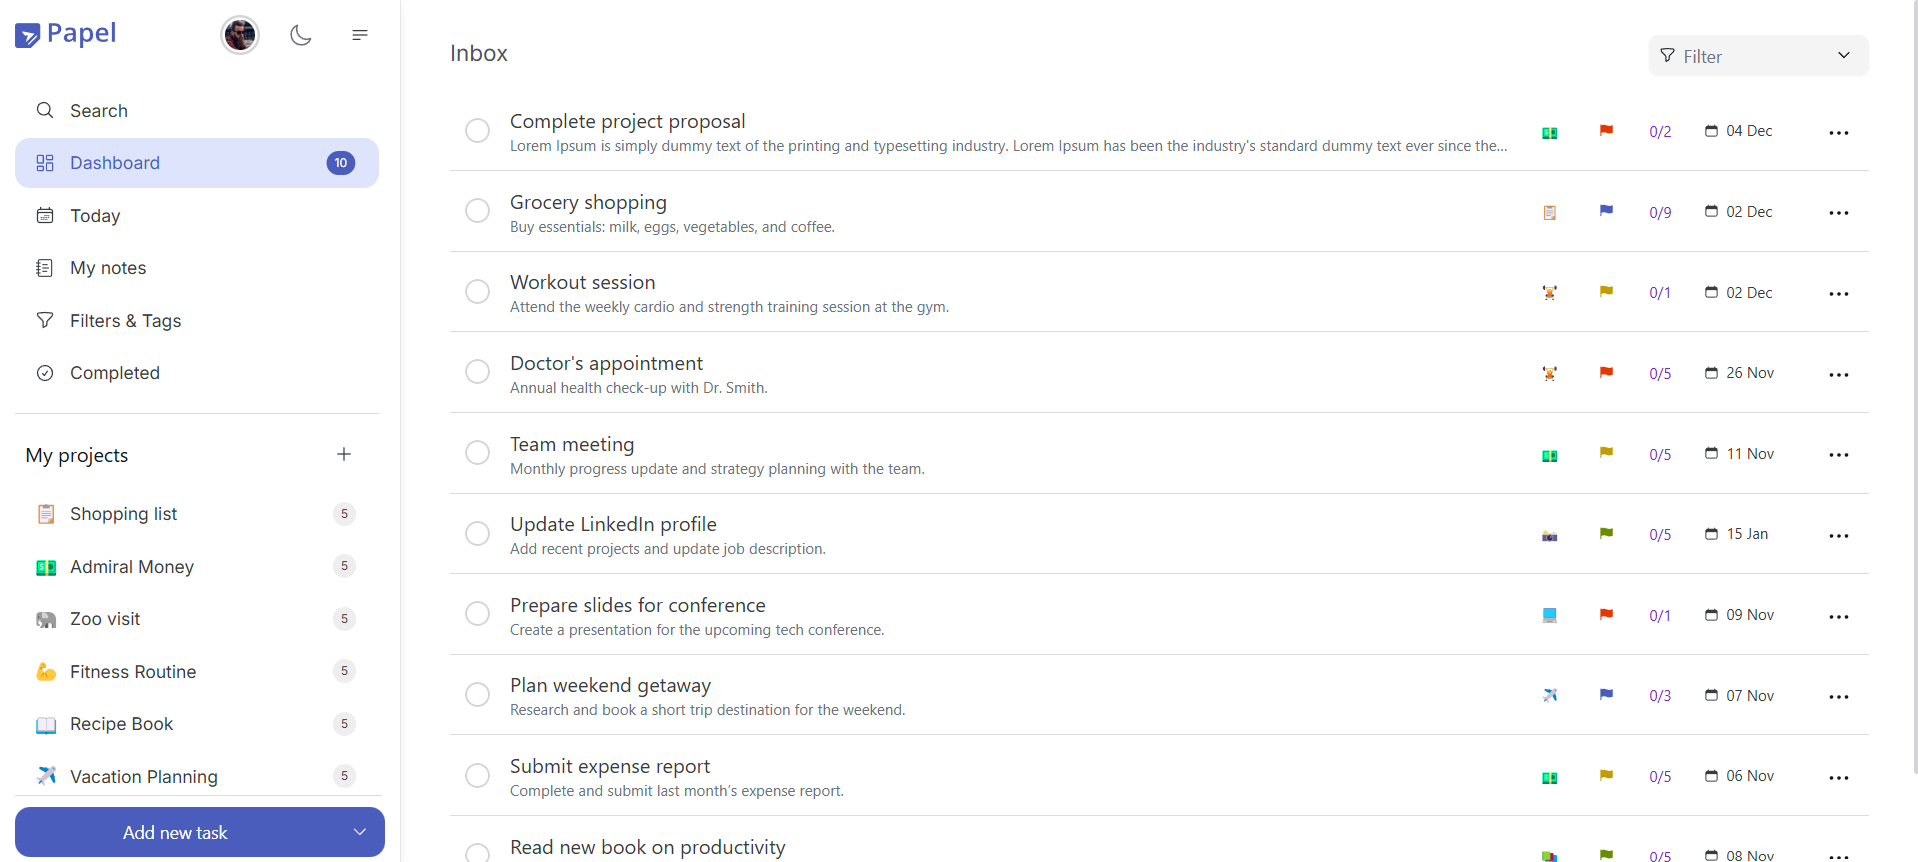 Papel
Search
Dashboard 10
Today
My notes
Filters & Tags
Completed
My projects
Shopping list 5
Admiral Money 5
Zoo visit 5
Fitness Routine 5
Recipe Book 5
Vacation Planning 5
Add new task
Inbox
Filter
Complete project proposal
Lorem Ipsum is simply dummy text of the printing and typesetting industry. Lorem Ipsum has been the industry's standard dummy text ever since the...
0/2 04 Dec
Grocery shopping
Buy essentials: milk, eggs, vegetables, and coffee.
0/9 02 Dec
Workout session
Attend the weekly cardio and strength training session at the gym.
0/1 02 Dec
Doctor's appointment
Annual health check-up with Dr. Smith.
0/5 26 Nov
Team meeting
Monthly progress update and strategy planning with the team.
0/5 11 Nov
Update LinkedIn profile
Add recent projects and update job description.
0/5 15 Jan
Prepare slides for conference
Create a presentation for the upcoming tech conference.
0/1 09 Nov
Plan weekend getaway
Research and book a short trip destination for the weekend.
0/3 07 Nov
Submit expense report
Complete and submit last month's expense report.
0/5 06 Nov
Read new book on productivity
0/5 08 Nov